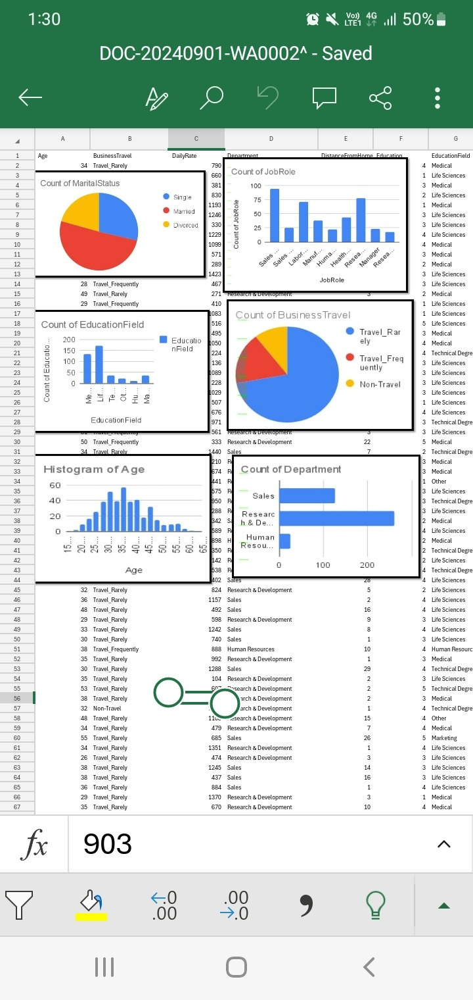 1:30 Vo)) LTE1 4G 50%
DOC-20240901-WA0002^ - Saved
A B C D E F G
1 Age BusinessTravel DailyRate Department DistanceFromHome Education EducationField
2 34 Travel_Rarely 790 4 Medical
3 660 1 Life Sciences
4 381 3 Medical
5 830 2 Life Sciences
6 1193 1 Medical
7 1246 3 Life Sciences
8 330 3 Life Sciences
9 1229 4 Life Sciences
10 1099 4 Medical
11 571 3 Medical
12 289 2 Medical
13 1423 3 Life Sciences
14 28 Travel_Frequently 467 3 Life Sciences
15 49 Travel_Rarely 271 Research & Development 3 2 Medical
16 29 Travel_Frequently 410 1 Life Sciences
17 1083 1 Life Sciences
18 516 5 Life Sciences
19 495 3 Medical
20 1050 4 Medical
21 224 4 Technical Degre
22 136 3 Life Sciences
23 1089 3 Life Sciences
24 228 3 Life Sciences
25 1029 3 Life Sciences
26 507 1 Life Sciences
27 676 4 Life Sciences
28 971 3 Technical Degre
29 31 Travel_Frequently 561 Research & Development 3 3 Life Sciences
30 50 Travel_Frequently 333 Research & Development 22 5 Medical
31 34 Travel_Rarely 1440 Sales 7 2 Technical Degre
32 210 3 Medical
33 674 3 Medical
34 441 1 Other
35 575 3 Life Sciences
36 950 3 Technical Degre
37 288 3 Life Sciences
38 342 2 Medical
39 589 4 Life Sciences
40 898 2 Medical
41 350 2 Technical Degre
42 142 2 Life Sciences
43 538 4 Technical Degre
44 402 Sales 28 4 Life Sciences
45 32 Travel_Rarely 824 Research & Development 5 2 Life Sciences
46 36 Travel_Rarely 1157 Sales 2 4 Life Sciences
47 48 Travel_Rarely 492 Sales 16 4 Life Sciences
48 29 Travel_Rarely 598 Research & Development 9 3 Life Sciences
49 33 Travel_Rarely 1242 Sales 8 4 Life Sciences
50 30 Travel_Rarely 740 Sales 1 3 Life Sciences
51 38 Travel_Frequently 888 Human Resources 10 4 Human Resourc
52 35 Travel_Rarely 992 Research & Development 1 3 Medical
53 30 Travel_Rarely 1288 Sales 29 4 Technical Degre
54 35 Travel_Rarely 104 Research & Development 2 3 Life Sciences
55 53 Travel_Rarely 607 Research & Development 2 5 Technical Degre
56 38 Travel_Rarely 2 3 Medical
57 32 Non-Travel 1 4 Technical Degre
58 48 Travel_Rarely Research & Development 15 4 Other
59 34 Travel_Rarely 479 Research & Development 7 4 Medical
60 55 Travel_Rarely 685 Sales 26 5 Marketing
61 34 Travel_Rarely 1351 Research & Development 1 4 Life Sciences
62 26 Travel_Rarely 474 Research & Development 3 3 Life Sciences
63 38 Travel_Rarely 1245 Sales 14 3 Life Sciences
64 38 Travel_Rarely 437 Sales 16 3 Life Sciences
65 36 Travel_Rarely 884 Sales 1 4 Life Sciences
66 29 Travel_Rarely 1370 Research & Development 3 1 Medical
67 35 Travel_Rarely 670 Research & Development 10 4 Medical
Count of MaritalStatus
Single
Married
Divorced
Count of JobRole
Count of JobRole
100
75
50
25
0
Sales ... Sales ... Labor... Manuf... Huma... Health... Resea... Manager Resea...
JobRole
Count of EducationField
Count of Educatio ...
200
150
100
50
0
Me... Lif... Te... Ot... Hu... Ma...
EducationField
Educatio
nField
Count of BusinessTravel
Travel_Rar
ely
Travel_Freq
uently
Non-Travel
Histogram of Age
60
40
20
0
15.... 20.... 25.... 30.... 35.... 40.... 45.... 50.... 55.... 60.... 65....
Age
Count of Department
Sales
Researc
h & De...
Human
Resou...
0 100 200
fx 903
←.0 .00 .00 →.0 ,